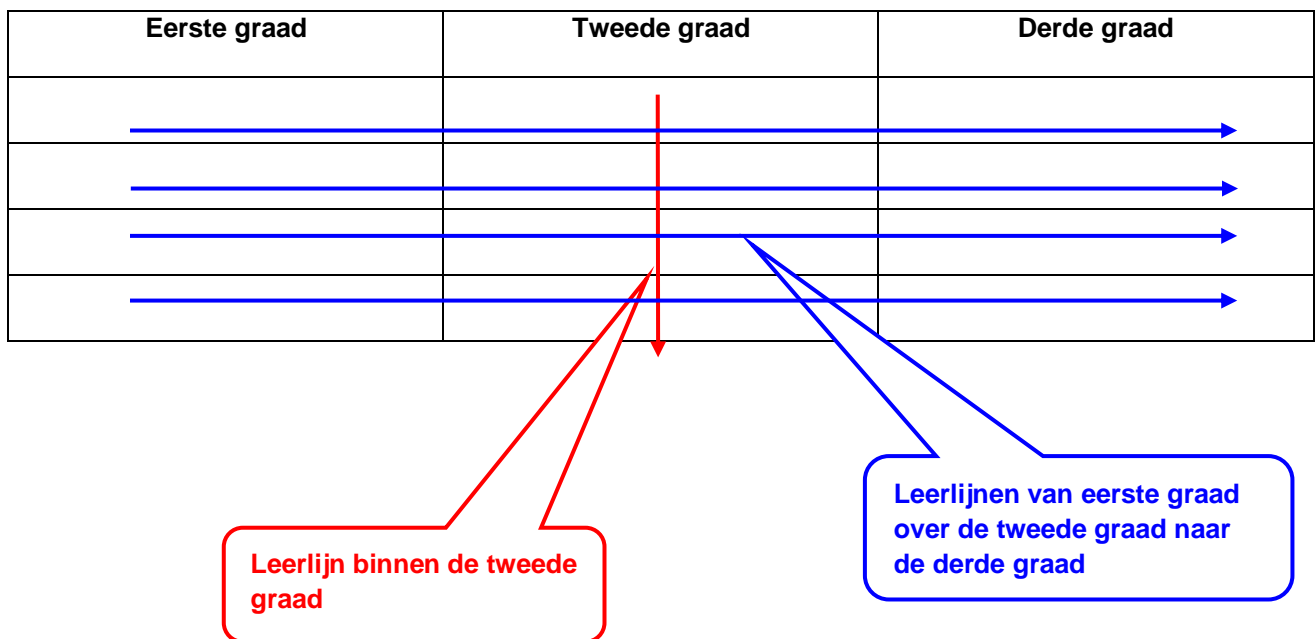 Eerste graad Tweede graad Derde graad
Leerlijnen van eerste graad
over de tweede graad naar
de derde graad
Leerlijn binnen de tweede
graad